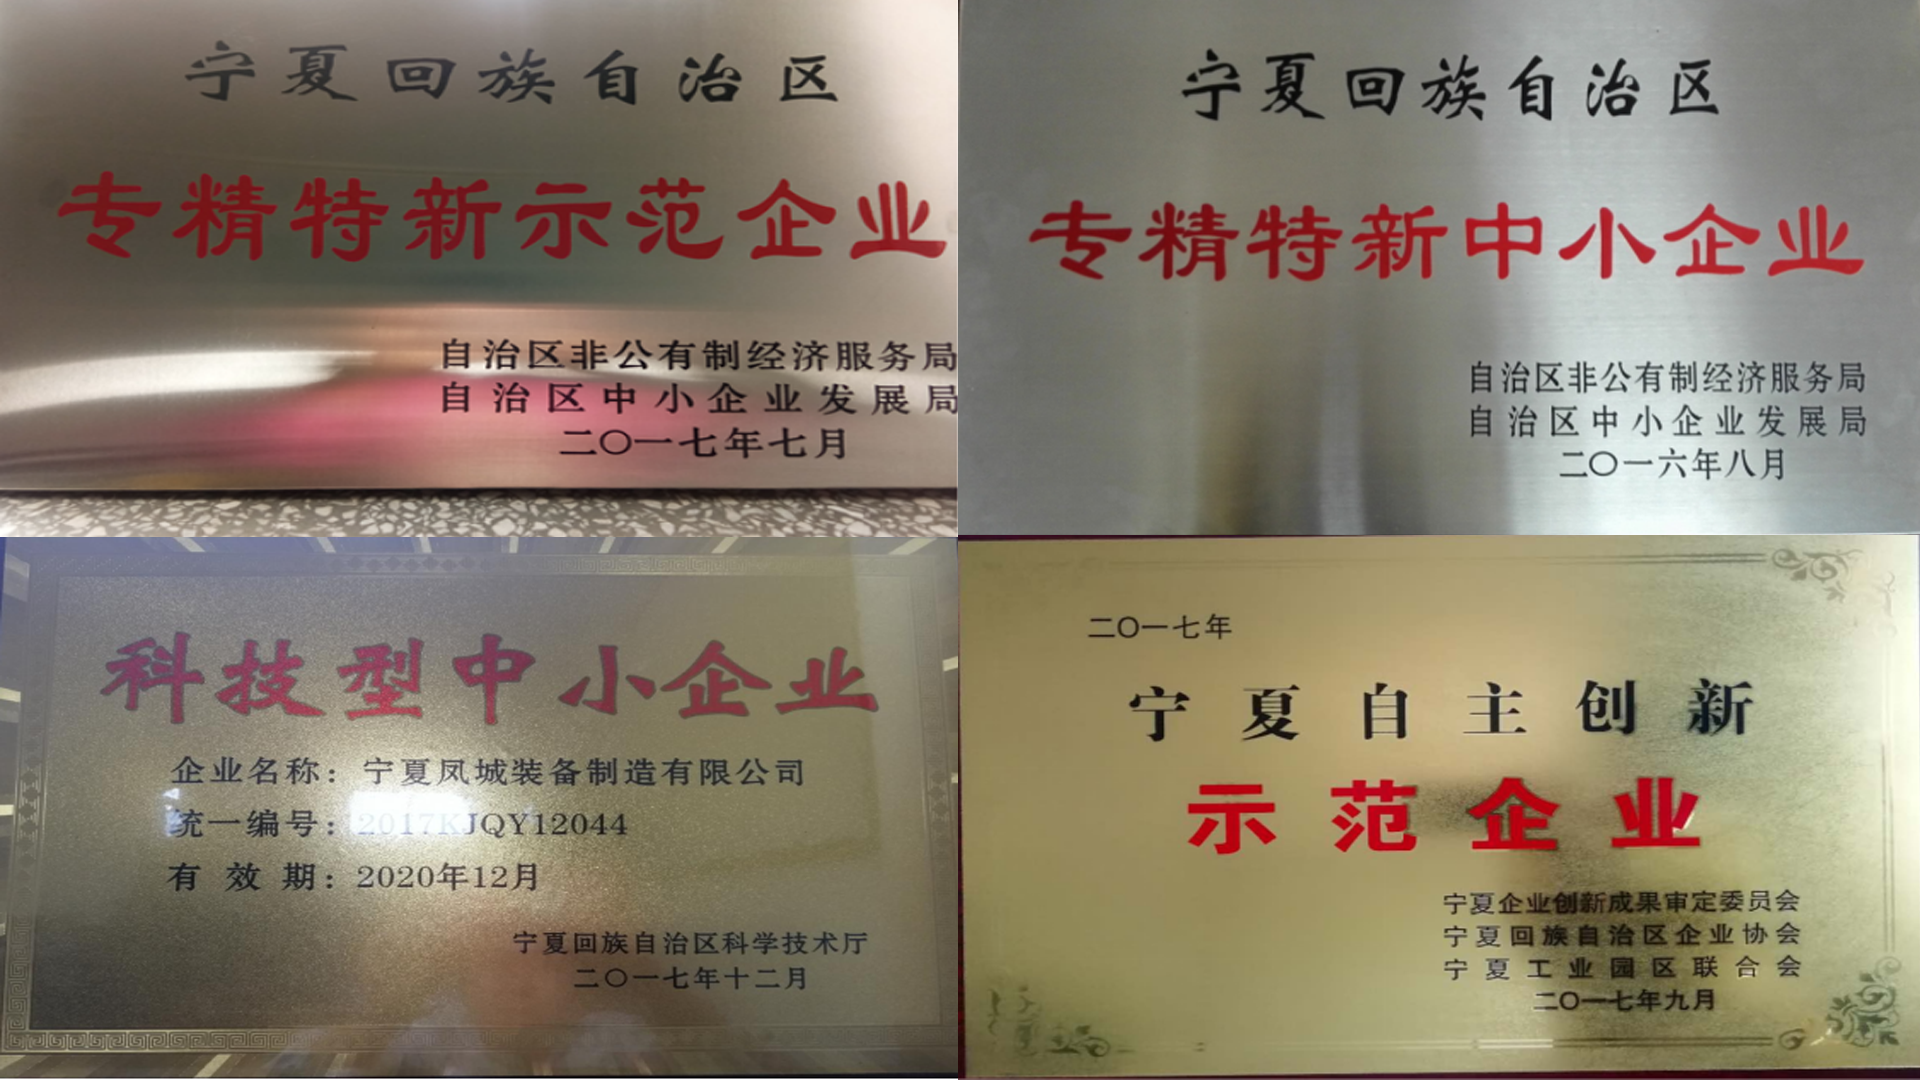 宁夏回族自治区
专精特新示范企业
自治区非公有制经济服务局
自治区中小企业发展局
二〇一七年七月
宁夏回族自治区
专精特新中小企业
自治区非公有制经济服务局
自治区中小企业发展局
二〇一六年八月
科技型中小企业
企业名称：宁夏凤城装备制造有限公司
统一编号：2017KJQY12044
有效期：2020年12月
宁夏回族自治区科学技术厅
二〇一七年十二月
二〇一七年
宁夏自主创新
示范企业
宁夏企业创新成果审定委员会
宁夏回族自治区企业协会
宁夏工业园区联合会
二〇一七年九月